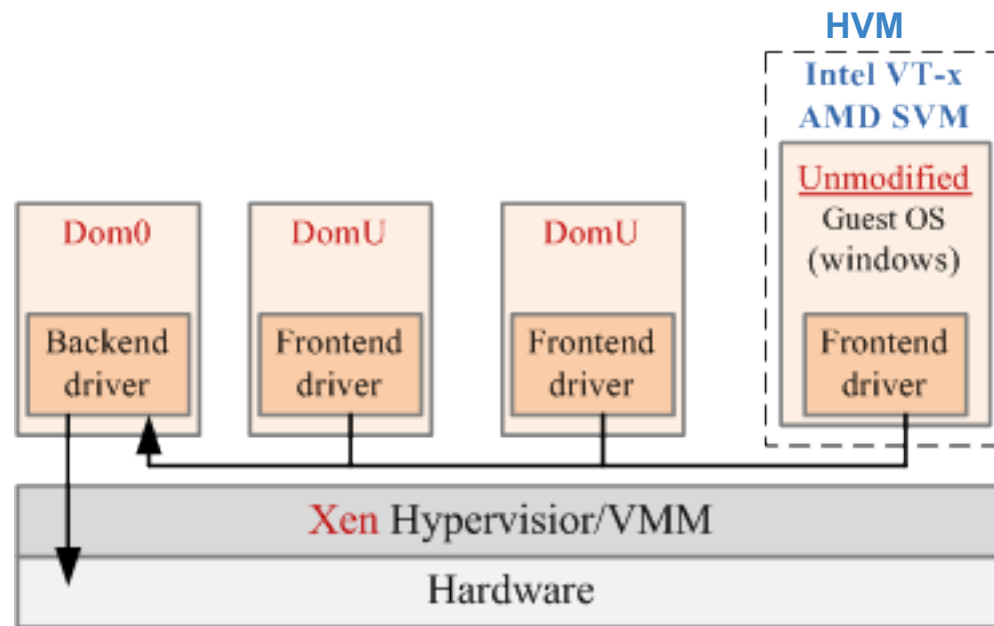 HVM
Intel VT-x
AMD SVM
Unmodified
Guest OS
(windows)
Dom0
DomU
DomU
Backend
driver
Frontend
driver
Frontend
driver
Frontend
driver
Xen Hypervisior/VMM
Hardware